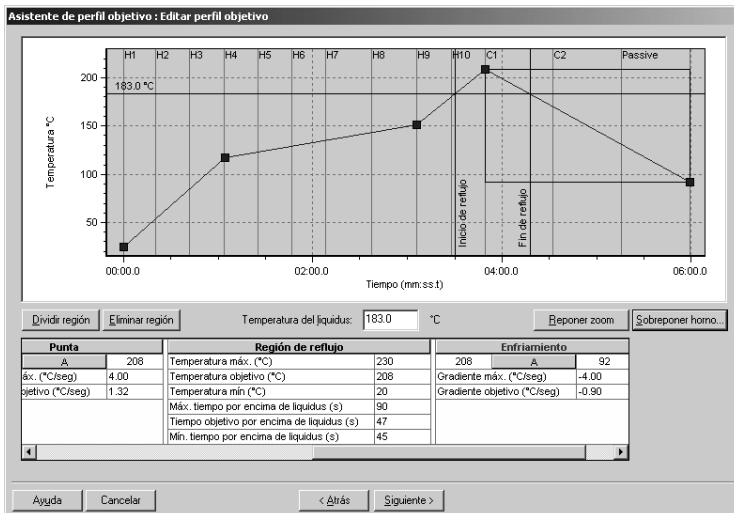 Asistente de perfil objetivo : Editar perfil objetivo
H1 H2 H3 H4 H5 H6 H7 H8 H9 H10 C1 C2 Passive
200
183.0 °C
150
100
50
Temperatura °C
Inicio de reflujo
Fin de reflujo
00:00.0 02:00.0 04:00.0 06:00.0
Tiempo (mm:ss.t)
Dividir región Eliminar región Temperatura del liquidus: 183.0 °C Reponer zoom Sobreponer horno...
Punta Región de reflujo Enfriamiento
A 208 Temperatura máx. (°C) 230 208 A 92
áx. (°C/seg) 4.00 Temperatura objetivo (°C) 208 Gradiente máx. (°C/seg) -4.00
ojetivo (°C/seg) 1.32 Temperatura mín (°C) 20 Gradiente objetivo (°C/seg) -0.90
Máx. tiempo por encima de liquidus (s) 90
Tiempo objetivo por encima de liquidus (s) 47
Mín. tiempo por encima de liquidus (s) 45
Ayuda Cancelar < Atrás Siguiente >